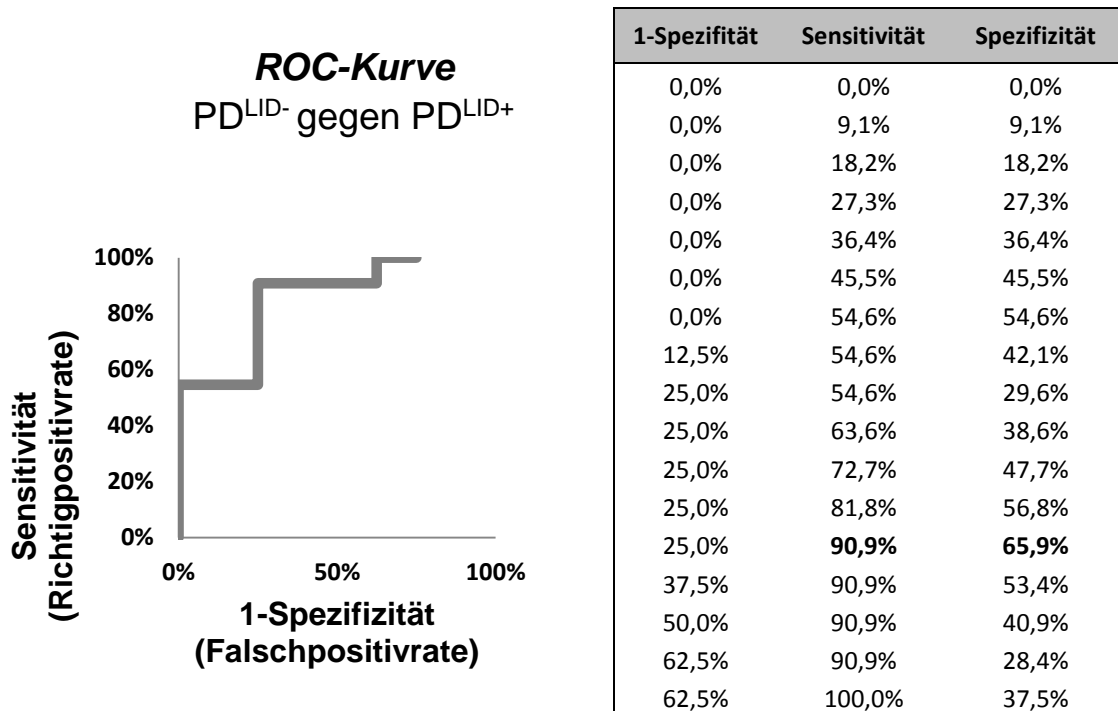 ROC-Kurve
PD^LID- gegen PD^LID+
100%
80%
60%
40%
20%
0%
0% 50% 100%
Sensitivität
(Richtigpositivrate)
1-Spezifizität
(Falschpositivrate)
1-Spezifität Sensitivität Spezifizität
0,0% 0,0% 0,0%
0,0% 9,1% 9,1%
0,0% 18,2% 18,2%
0,0% 27,3% 27,3%
0,0% 36,4% 36,4%
0,0% 45,5% 45,5%
0,0% 54,6% 54,6%
12,5% 54,6% 42,1%
25,0% 54,6% 29,6%
25,0% 63,6% 38,6%
25,0% 72,7% 47,7%
25,0% 81,8% 56,8%
25,0% 90,9% 65,9%
37,5% 90,9% 53,4%
50,0% 90,9% 40,9%
62,5% 90,9% 28,4%
62,5% 100,0% 37,5%